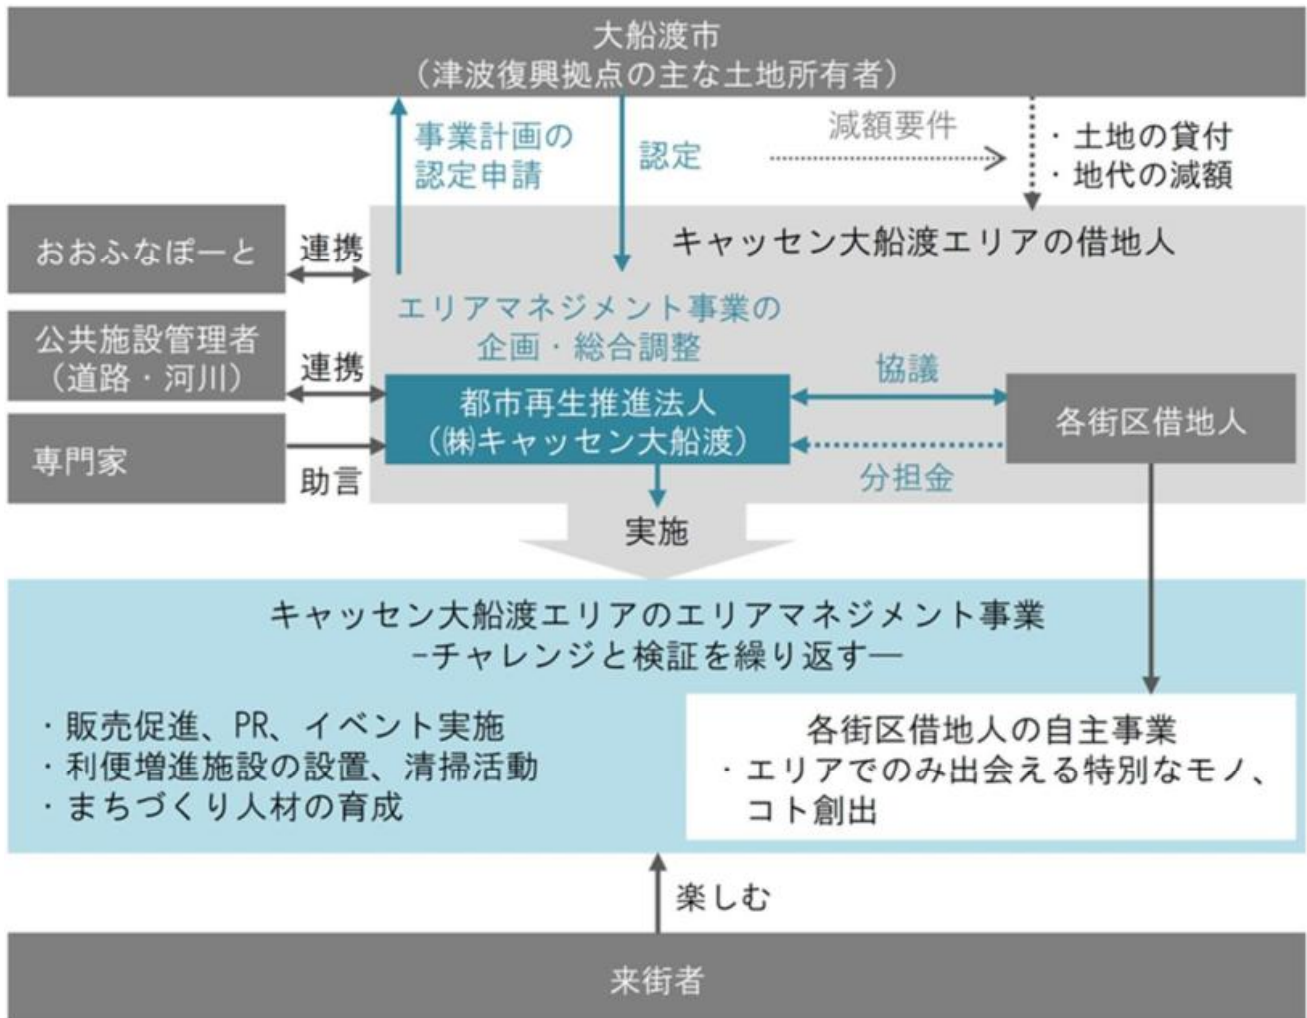 大船渡市
（津波復興拠点の主な土地所有者）
事業計画の
認定申請
認定
減額要件
・土地の貸付
・地代の減額
おおふなぽーと
連携
キャッセン大船渡エリアの借地人
エリアマネジメント事業の
企画・総合調整
公共施設管理者
（道路・河川）
連携
都市再生推進法人
（㈱キャッセン大船渡）
協議
各街区借地人
専門家
助言
分担金
実施
キャッセン大船渡エリアのエリアマネジメント事業
-チャレンジと検証を繰り返す―
・販売促進、PR、イベント実施
・利便増進施設の設置、清掃活動
・まちづくり人材の育成
各街区借地人の自主事業
・エリアでのみ出会える特別なモノ、
コト創出
楽しむ
来街者